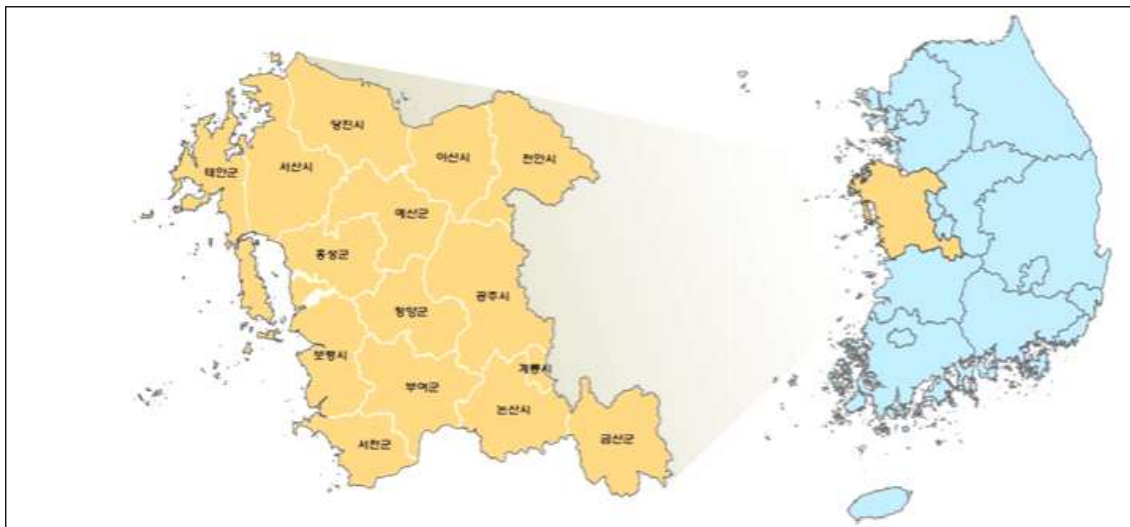 당진시
아산시
천안시
태안군
서산시
예산군
홍성군
공주시
청양군
보령시
계룡시
부여군
논산시
서천군
금산군